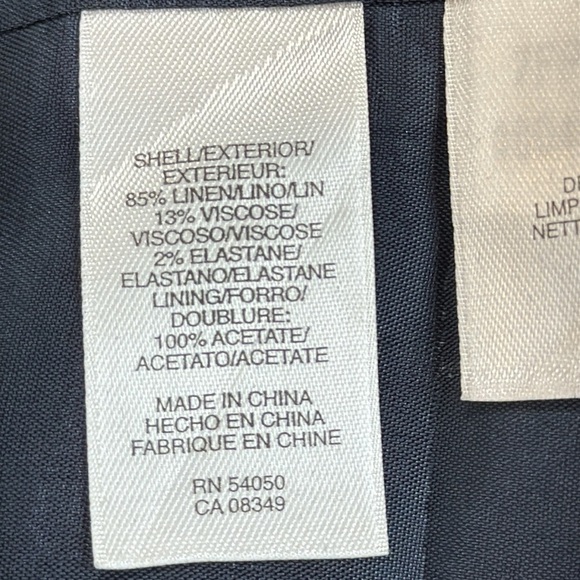 SHELL/EXTERIOR/
EXTERIEUR:
85% LINEN/LINO/LIN
13% VISCOSE/
VISCOSO/VISCOSE
2% ELASTANE/
ELASTANO/ELASTANE
LINING/FORRO/
DOUBLURE:
100% ACETATE/
ACETATO/ACETATE
MADE IN CHINA
HECHO EN CHINA
FABRIQUE EN CHINE
RN 54050
CA 08349
LIMP
NETT